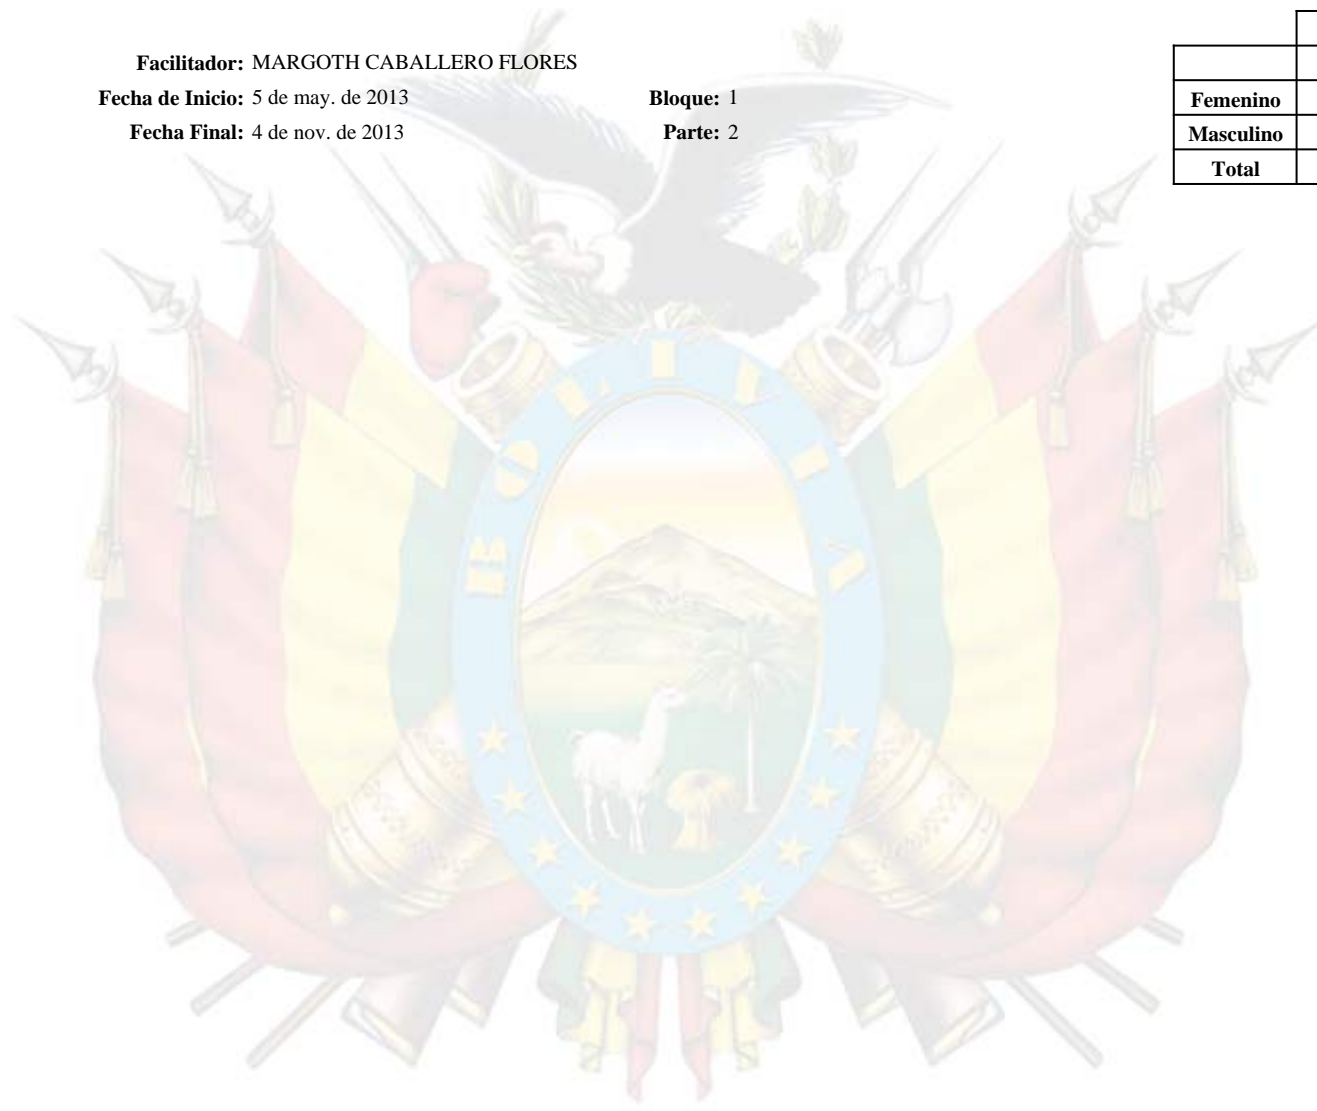 Facilitador: MARGOTH CABALLERO FLORES
Fecha de Inicio: 5 de may. de 2013 Bloque: 1
Fecha Final: 4 de nov. de 2013 Parte: 2
Femenino
Masculino
Total
BOLIVIA